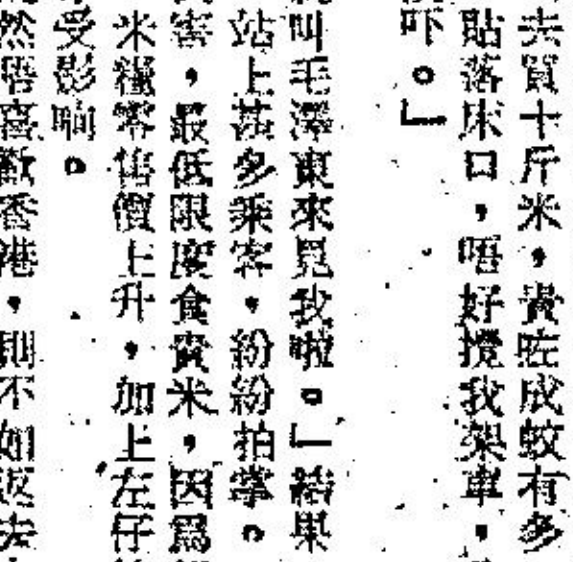 去買十斤米，貴咗成蚊有多
貼落床口，唔好攪我架車，
吓。」
叫毛澤東來見我啦。」結果
站上甚多乘客，紛紛拍掌。
害，最低限度食貴米，因爲
米糧零售價上升，加上左仔
受影响。
然唔喜歡香港，則不如返去